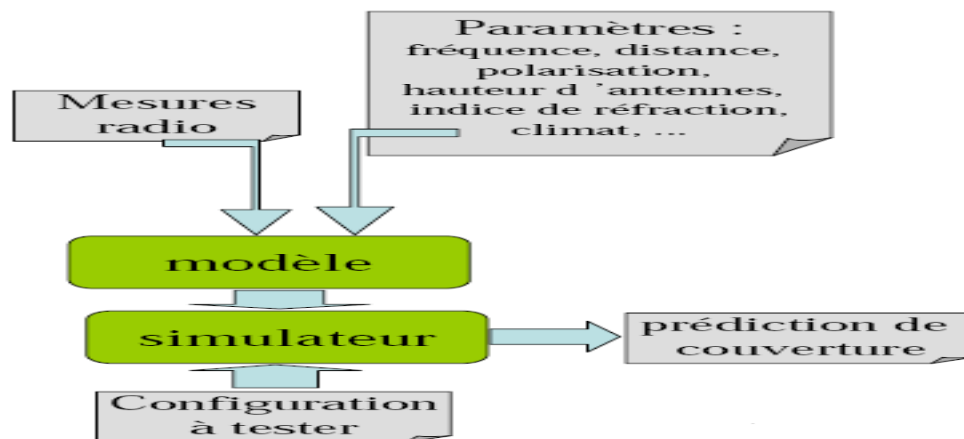 Paramètres :
fréquence, distance,
polarisation,
hauteur d ’antennes,
indice de réfraction,
climat, ...
Mesures
radio
modèle
simulateur
prédiction de
couverture
Configuration
à tester